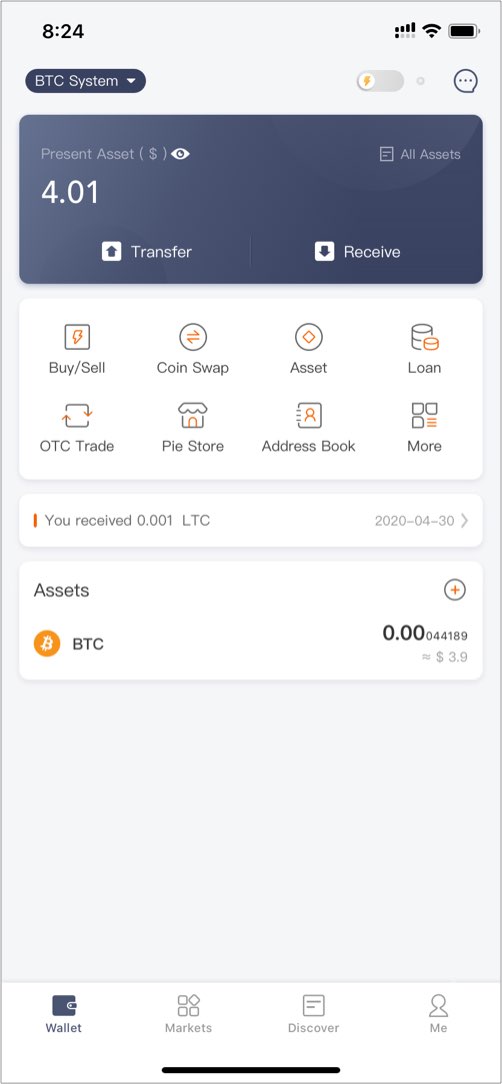 8:24
BTC System
Present Asset ( $ )
All Assets
4.01
Transfer
Receive
Buy/Sell
Coin Swap
Asset
Loan
OTC Trade
Pie Store
Address Book
More
You received 0.001 LTC
2020-04-30
Assets
BTC
0.00044189
≈ $ 3.9
Wallet
Markets
Discover
Me